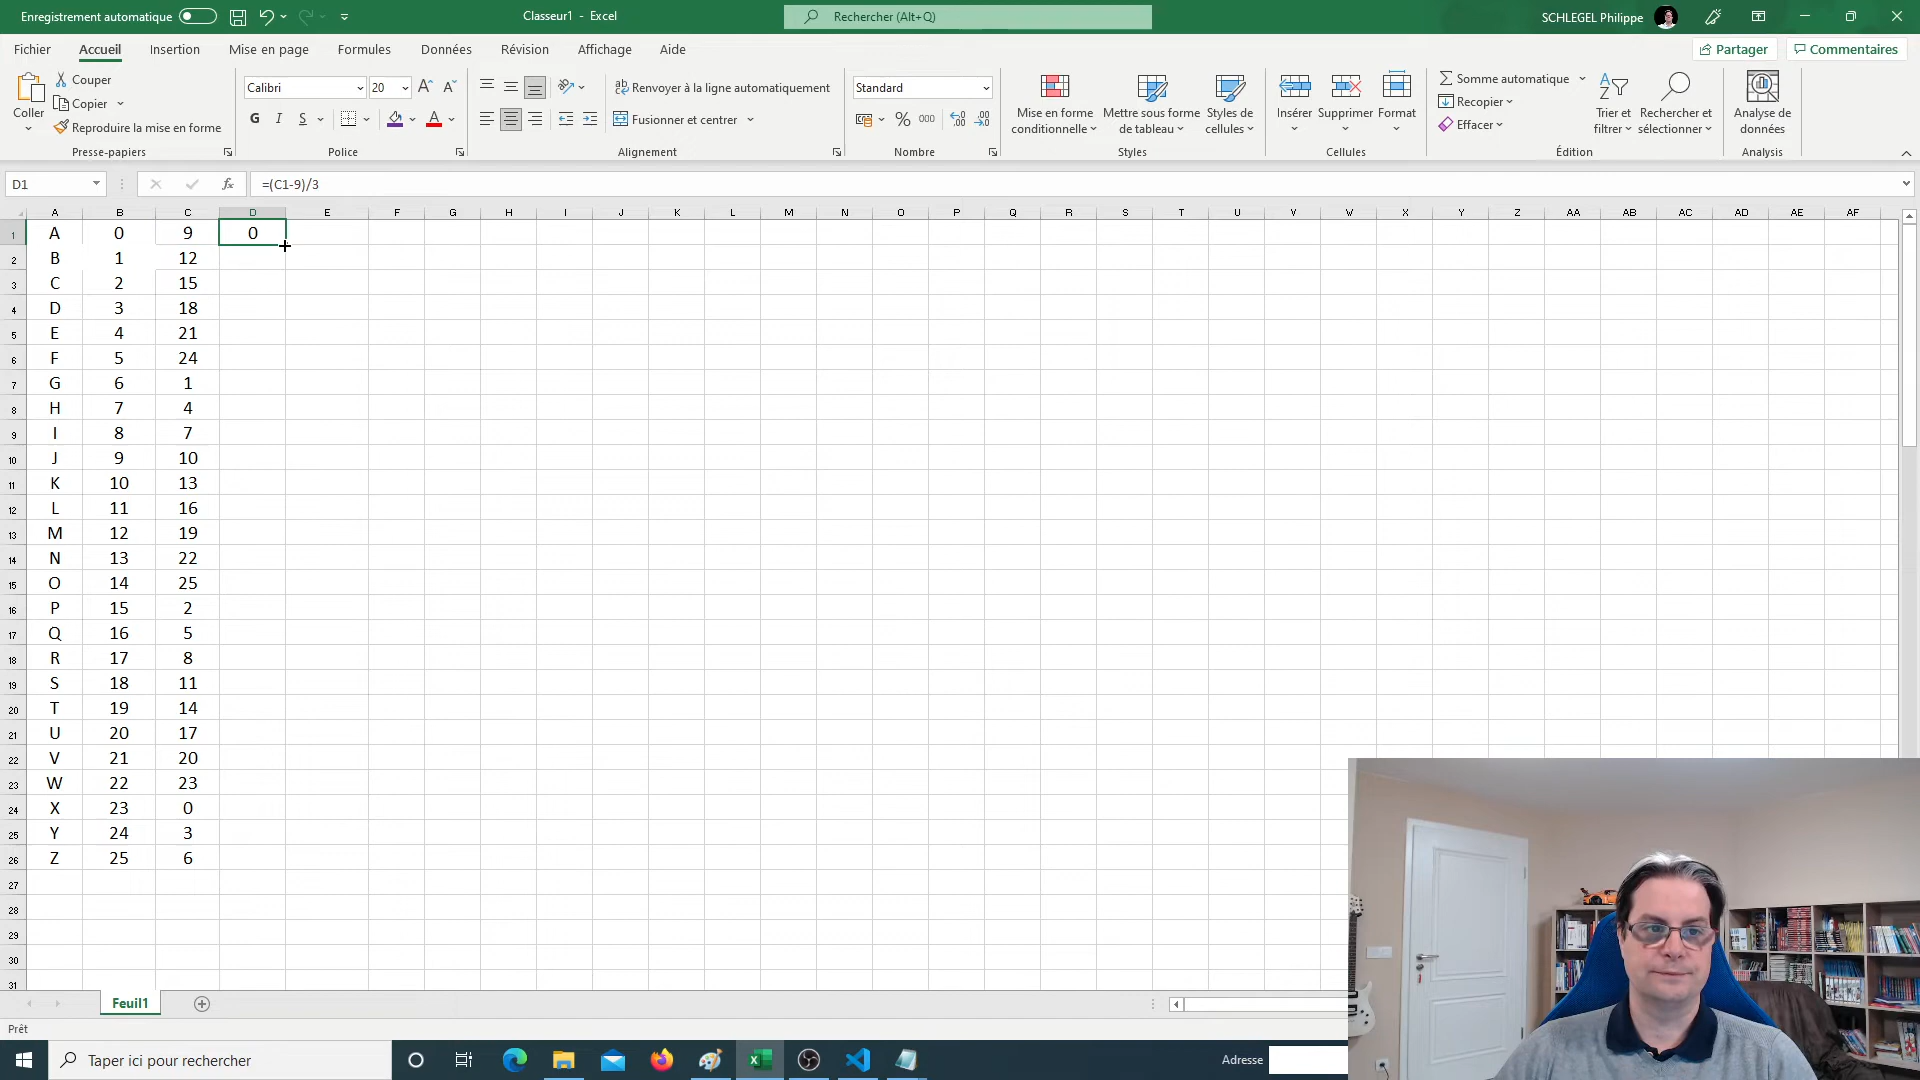 Enregistrement automatique
Classeur1 - Excel
Rechercher (Alt+Q)
SCHLEGEL Philippe
Fichier Accueil Insertion Mise en page Formules Données Révision Affichage Aide
Partager Commentaires
Coller
Couper
Copier
Reproduire la mise en forme
Presse-papiers
Calibri 20
G I S A
Police
Renvoyer à la ligne automatiquement
Fusionner et centrer
Alignement
Standard
% 000
Nombre
Mise en forme conditionnelle
Mettre sous forme de tableau
Styles de cellules
Styles
Insérer Supprimer Format
Cellules
Somme automatique
Recopier
Effacer
Trier et filtrer
Rechercher et sélectionner
Édition
Analyse de données
Analysis
D1 fx =(C1-9)/3
A B C D E F G H I J K L M N O P Q R S T U V W X Y Z AA AB AC AD AE AF
1 A 0 9 0
2 B 1 12
3 C 2 15
4 D 3 18
5 E 4 21
6 F 5 24
7 G 6 1
8 H 7 4
9 I 8 7
10 J 9 10
11 K 10 13
12 L 11 16
13 M 12 19
14 N 13 22
15 O 14 25
16 P 15 2
17 Q 16 5
18 R 17 8
19 S 18 11
20 T 19 14
21 U 20 17
22 V 21 20
23 W 22 23
24 X 23 0
25 Y 24 3
26 Z 25 6
27
28
29
30
31
Feuil1
Prêt
Taper ici pour rechercher
Adresse